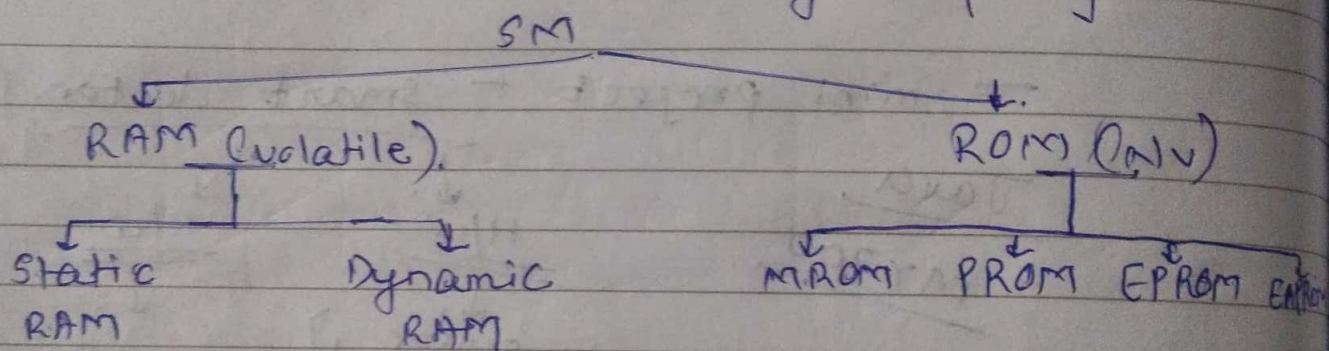 SM
RAM (volatile). ROM (N/V)
Static Dynamic MROM PROM EPROM
RAM RAM